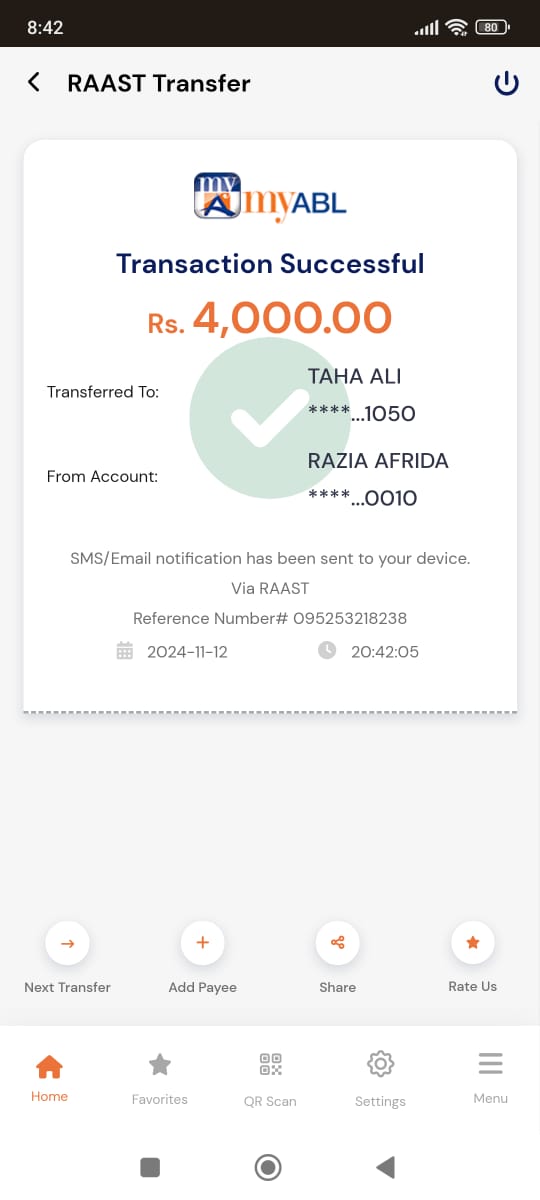 8:42
80
RAAST Transfer
my
myABL
Transaction Successful
Rs. 4,000.00
Transferred To:
TAHA ALI
****...1050
From Account:
RAZIA AFRIDA
****...0010
SMS/Email notification has been sent to your device.
Via RAAST
Reference Number# 095253218238
2024-11-12 20:42:05
Next Transfer Add Payee Share Rate Us
Home Favorites QR Scan Settings Menu